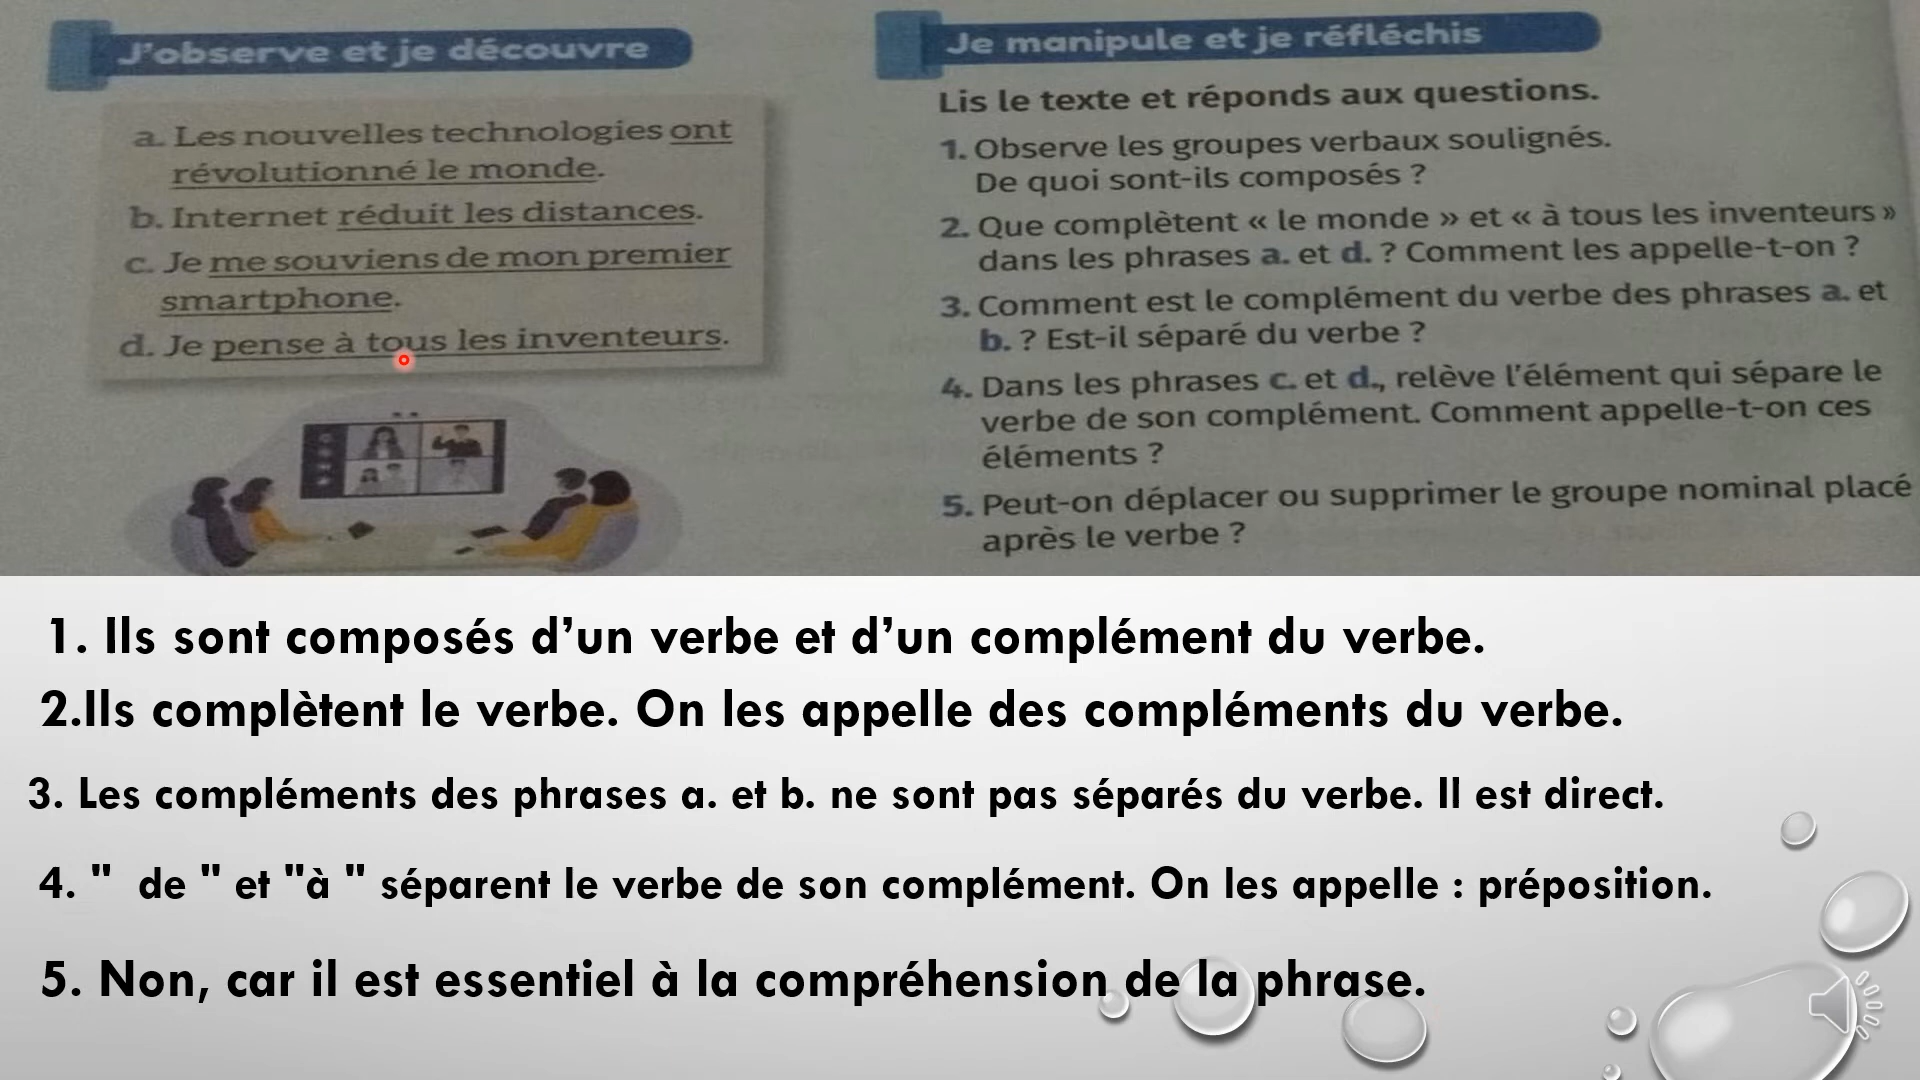 J'observe et je découvre
a. Les nouvelles technologies ont
révolutionné le monde.
b. Internet réduit les distances.
c. Je me souviens de mon premier
smartphone.
d. Je pense à tous les inventeurs.
Je manipule et je réfléchis
Lis le texte et réponds aux questions.
1. Observe les groupes verbaux soulignés.
De quoi sont-ils composés ?
2. Que complètent « le monde » et « à tous les inventeurs »
dans les phrases a. et d. ? Comment les appelle-t-on ?
3. Comment est le complément du verbe des phrases a. et
b. ? Est-il séparé du verbe ?
4. Dans les phrases c. et d., relève l'élément qui sépare le
verbe de son complément. Comment appelle-t-on ces
éléments ?
5. Peut-on déplacer ou supprimer le groupe nominal placé
après le verbe ?
1. Ils sont composés d’un verbe et d’un complément du verbe.
2.Ils complètent le verbe. On les appelle des compléments du verbe.
3. Les compléments des phrases a. et b. ne sont pas séparés du verbe. Il est direct.
4. "  de " et "à " séparent le verbe de son complément. On les appelle : préposition.
5. Non, car il est essentiel à la compréhension de la phrase.